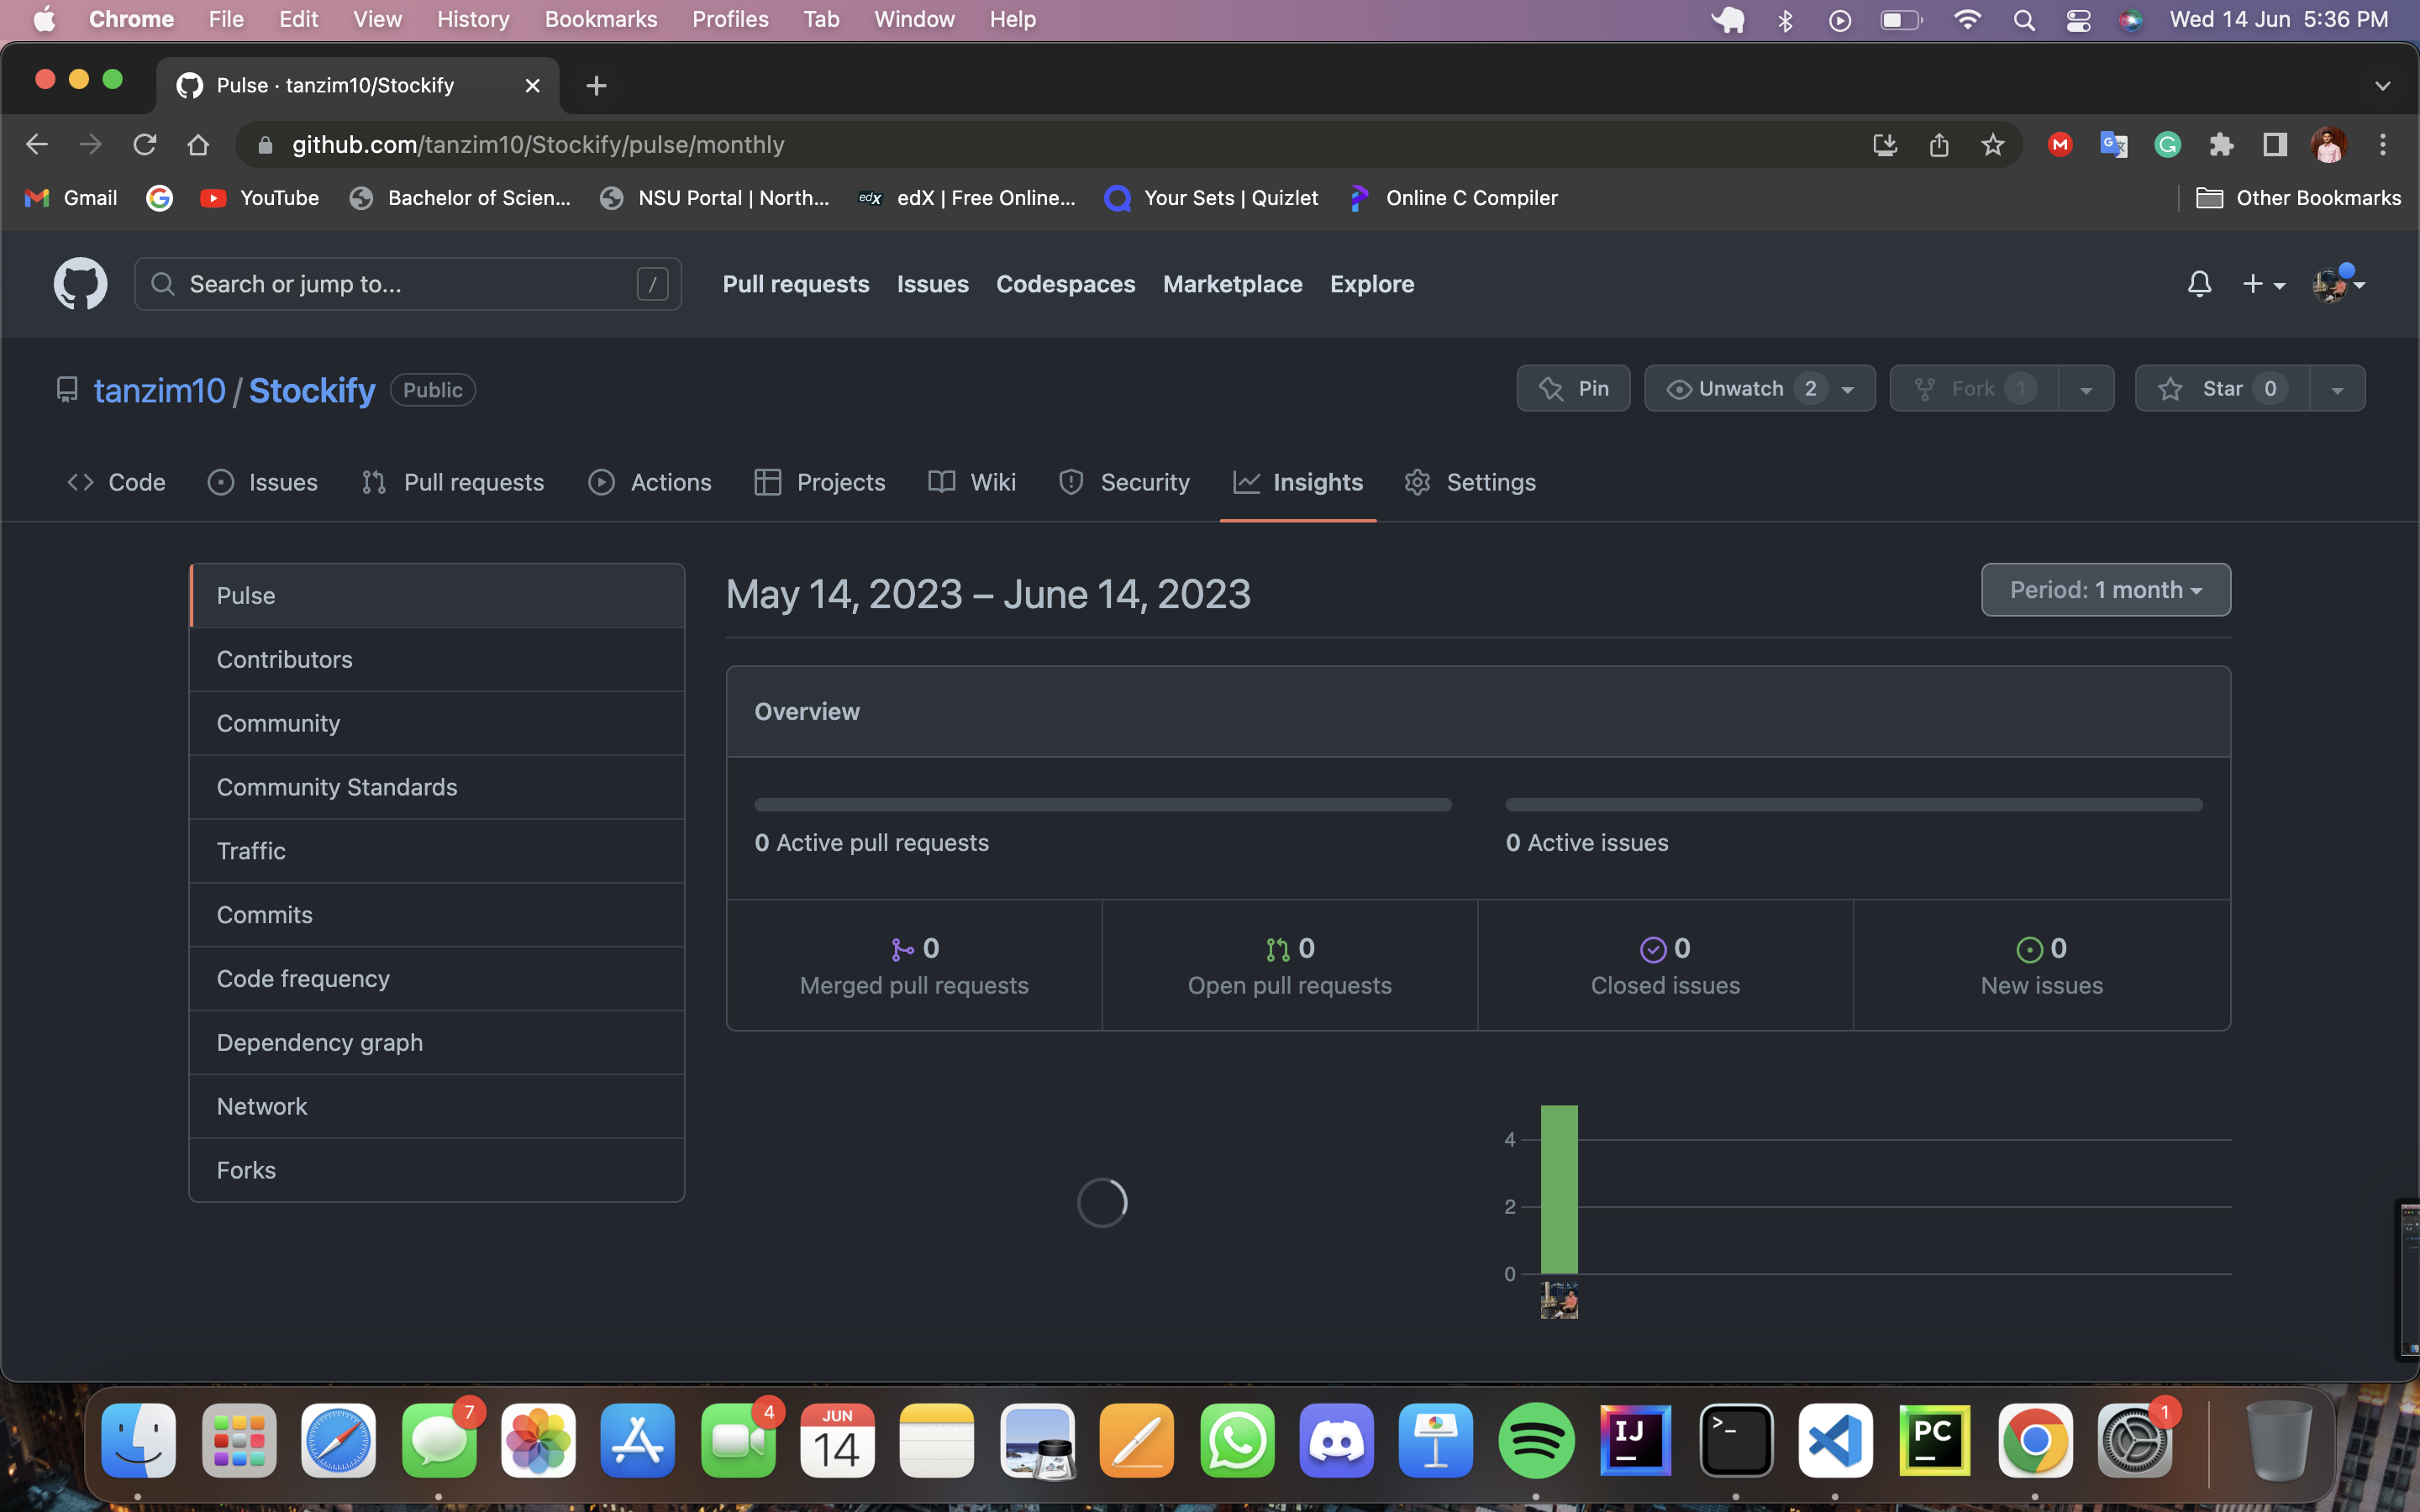 Chrome File Edit View History Bookmarks Profiles Tab Window Help Wed 14 Jun 5:36 PM
Pulse · tanzim10/Stockify
github.com/tanzim10/Stockify/pulse/monthly
Gmail YouTube Bachelor of Scien... NSU Portal | North... edX edX | Free Online... Your Sets | Quizlet Online C Compiler Other Bookmarks
Search or jump to... / Pull requests Issues Codespaces Marketplace Explore
tanzim10 / Stockify Public Pin Unwatch 2 Fork 1 Star 0
Code Issues Pull requests Actions Projects Wiki Security Insights Settings
Pulse
Contributors
Community
Community Standards
Traffic
Commits
Code frequency
Dependency graph
Network
Forks
May 14, 2023 – June 14, 2023 Period: 1 month
Overview
0 Active pull requests 0 Active issues
0 0 0 0
Merged pull requests Open pull requests Closed issues New issues
4
2
0
7 4 JUN 1
14 IJ >_ PC